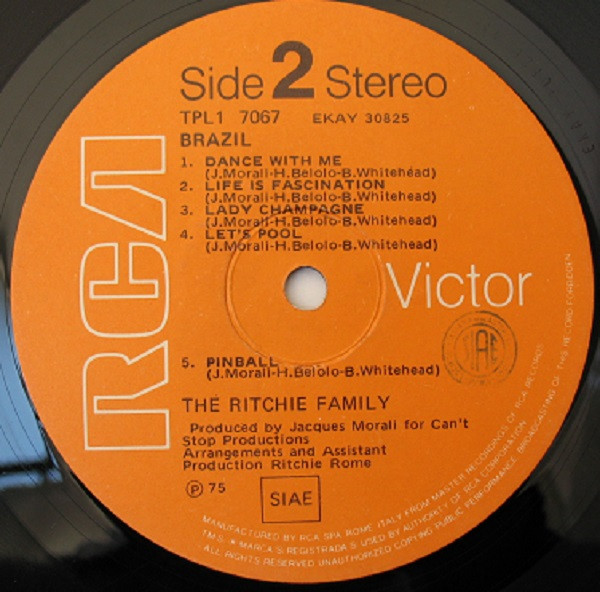 Side 2 Stereo
TPL1 7067 EKAY 30825
BRAZIL
1. DANCE WITH ME
(J.Morali-H.Belolo-B.Whitehead)
2. LIFE IS FASCINATION
(J.Morali-H.Belolo-B.Whitehead)
3. LADY CHAMPAGNE
(J.Morali-H.Belolo-B.Whitehead)
4. LET'S POOL
(J.Morali-H.Belolo-B.Whitehead)
RCA Victor
SIAE
5. PINBALL
(J.Morali-H.Belolo-B.Whitehead)
THE RITCHIE FAMILY
Produced by Jacques Morali for Can't
Stop Productions
Arrangements and Assistant
Production Ritchie Rome
Ⓟ 75
SIAE
MANUFACTURED BY RCA SPA ROME ITALY FROM MASTER RECORDINGS OF RCA RECORDS
TMS. ® MARCA'S REGISTRADA'S USED BY AUTHORITY OF RCA CORPORATION.
ALL RIGHTS RESERVED UNAUTHORIZED COPYING PUBLIC PERFORMANCE, BROADCASTING OF THIS RECORD FORBIDDEN